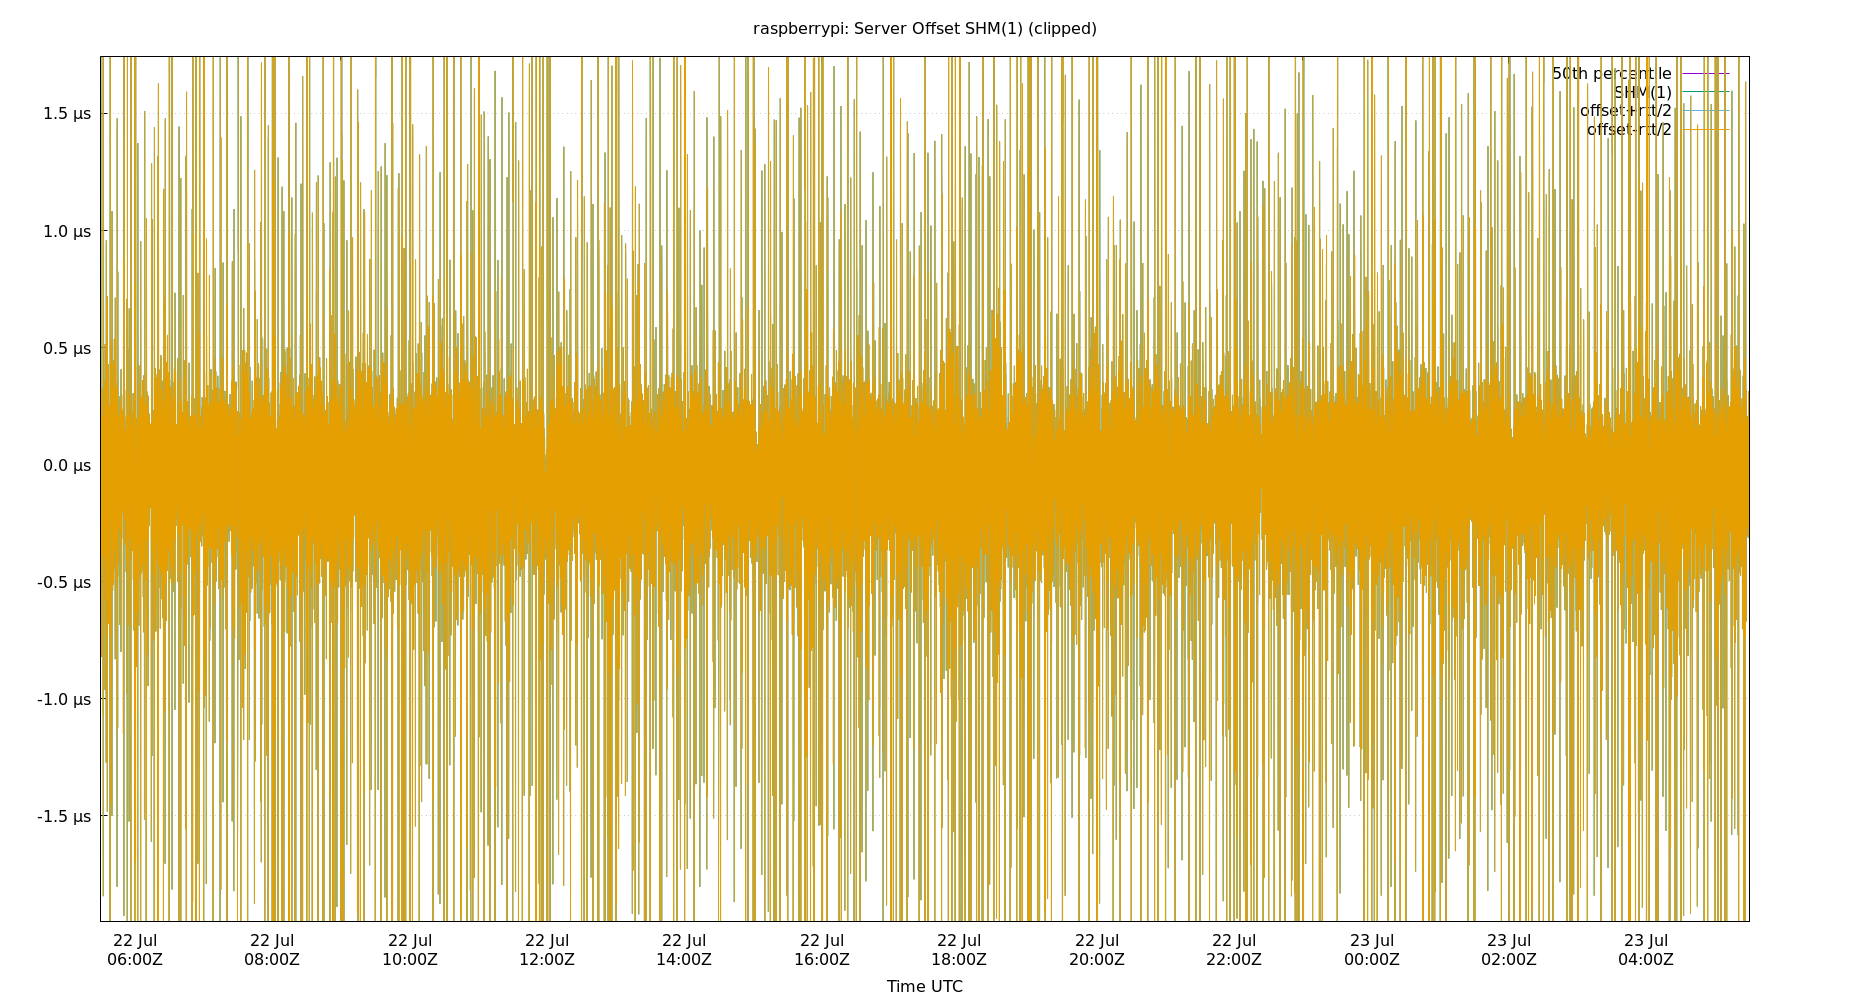 raspberrypi: Server Offset SHM(1) (clipped)
50th percentile
SHM(1)
offset+rtt/2
offset-rtt/2
1.5 µs
1.0 µs
0.5 µs
0.0 µs
-0.5 µs
-1.0 µs
-1.5 µs
22 Jul 22 Jul 22 Jul 22 Jul 22 Jul 22 Jul 22 Jul 22 Jul 22 Jul 23 Jul 23 Jul 23 Jul
06:00Z 08:00Z 10:00Z 12:00Z 14:00Z 16:00Z 18:00Z 20:00Z 22:00Z 00:00Z 02:00Z 04:00Z
Time UTC